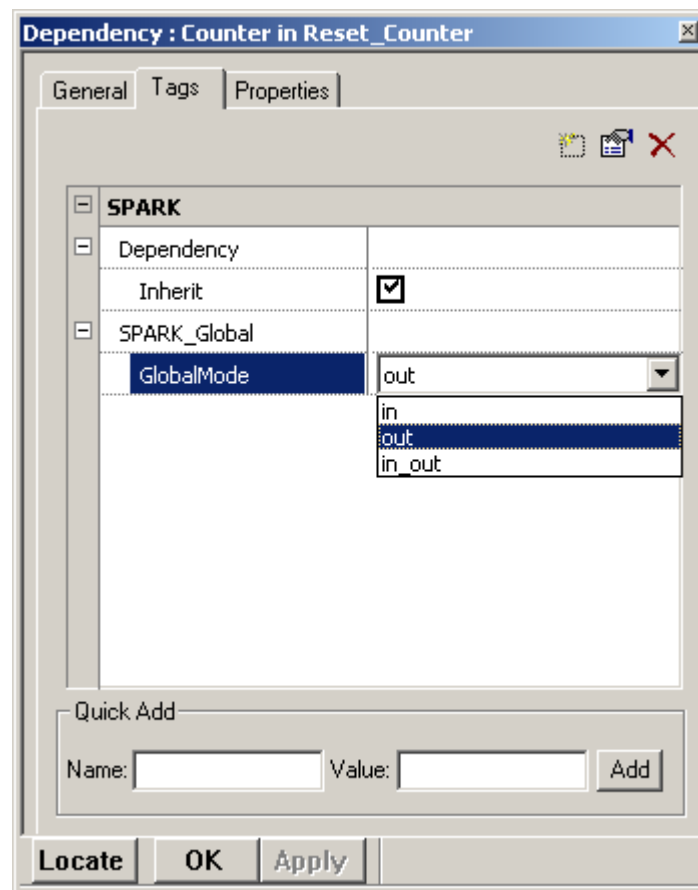 Dependency : Counter in Reset_Counter
General Tags Properties
SPARK
Dependency
Inherit
SPARK_Global
GlobalMode out
in
out
in_out
Quick Add
Name: Value: Add
Locate OK Apply